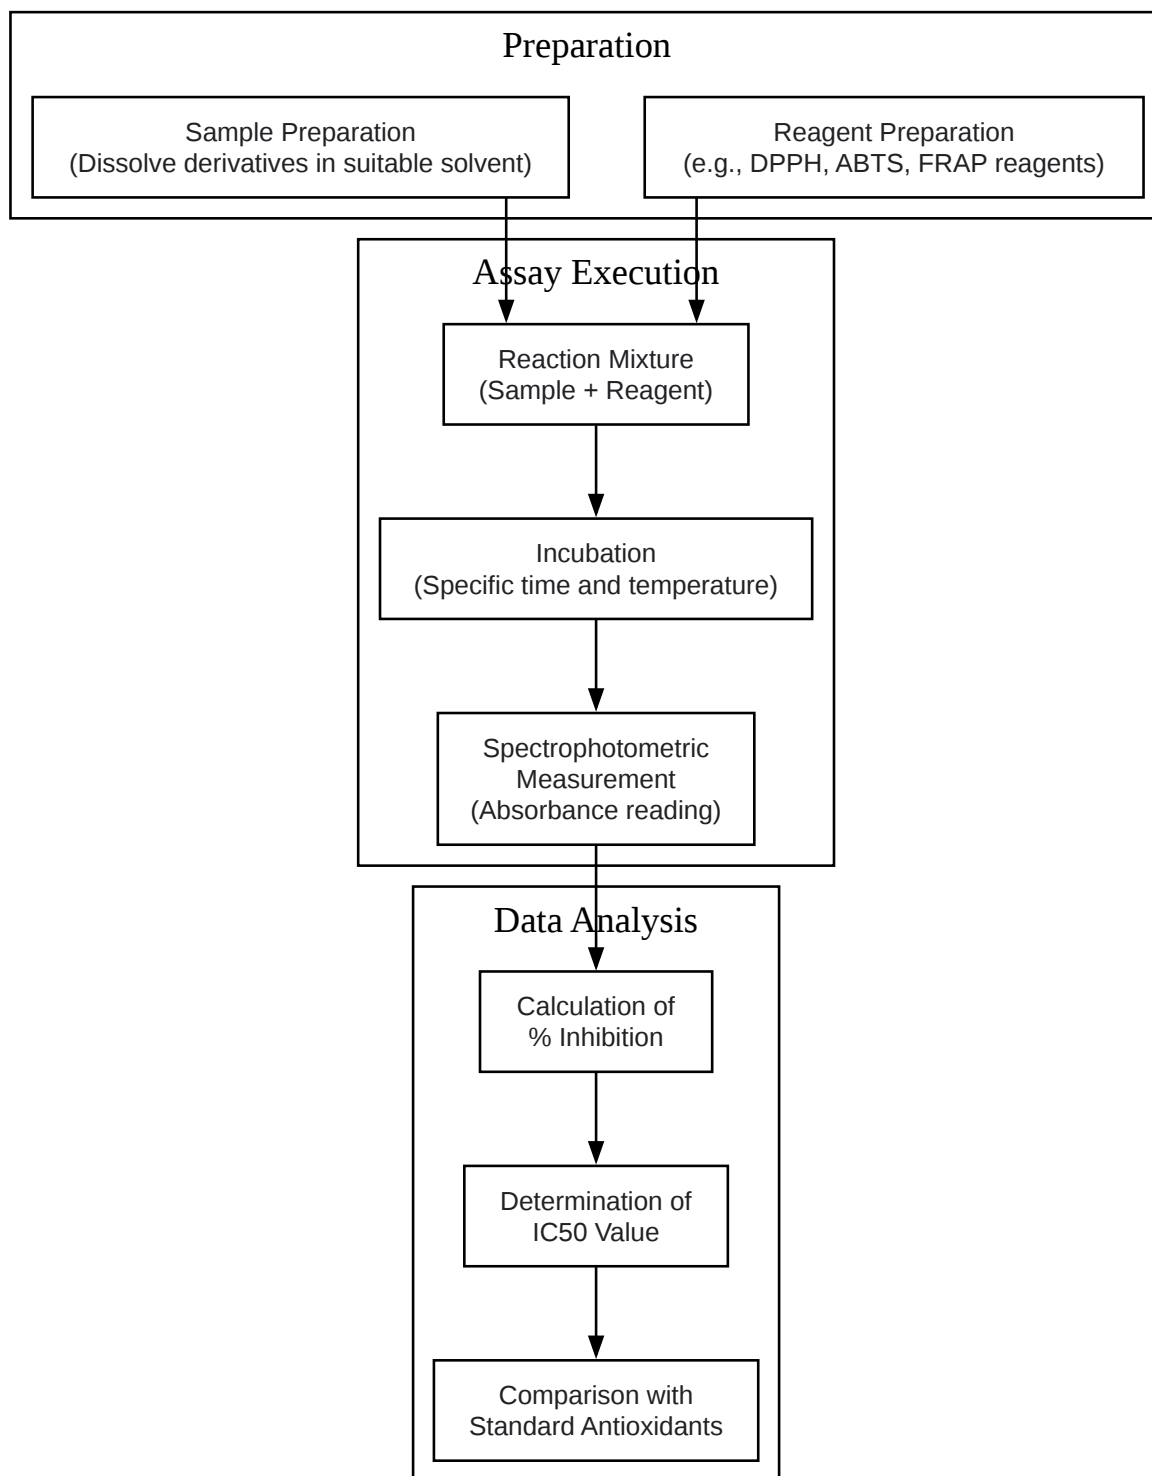 Preparation
Sample Preparation
(Dissolve derivatives in suitable solvent)
Reagent Preparation
(e.g., DPPH, ABTS, FRAP reagents)
Assay Execution
Reaction Mixture
(Sample + Reagent)
Incubation
(Specific time and temperature)
Spectrophotometric
Measurement
(Absorbance reading)
Data Analysis
Calculation of
% Inhibition
Determination of
IC50 Value
Comparison with
Standard Antioxidants